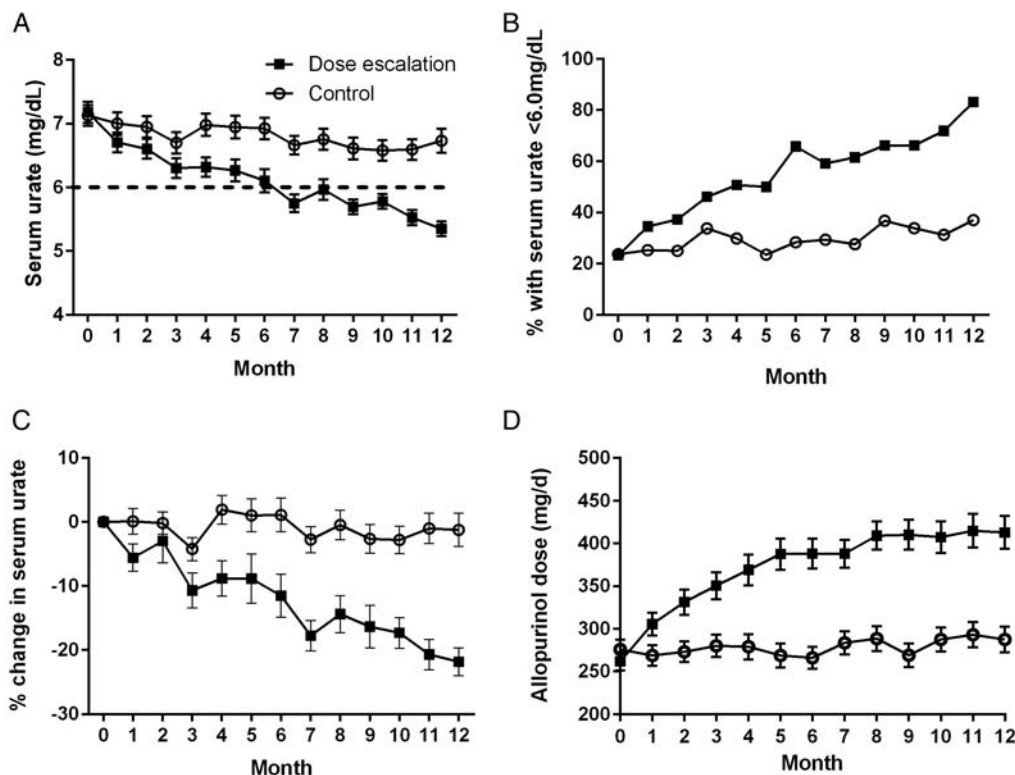 A
Serum urate (mg/dL)
8
7
6
5
4
Dose escalation
Control
0 1 2 3 4 5 6 7 8 9 10 11 12
Month
B
% with serum urate <6.0mg/dL
100
80
60
40
20
0
0 1 2 3 4 5 6 7 8 9 10 11 12
Month
C
% change in serum urate
10
0
-10
-20
-30
0 1 2 3 4 5 6 7 8 9 10 11 12
Month
D
Allopurinol dose (mg/d)
450
400
350
300
250
200
0 1 2 3 4 5 6 7 8 9 10 11 12
Month